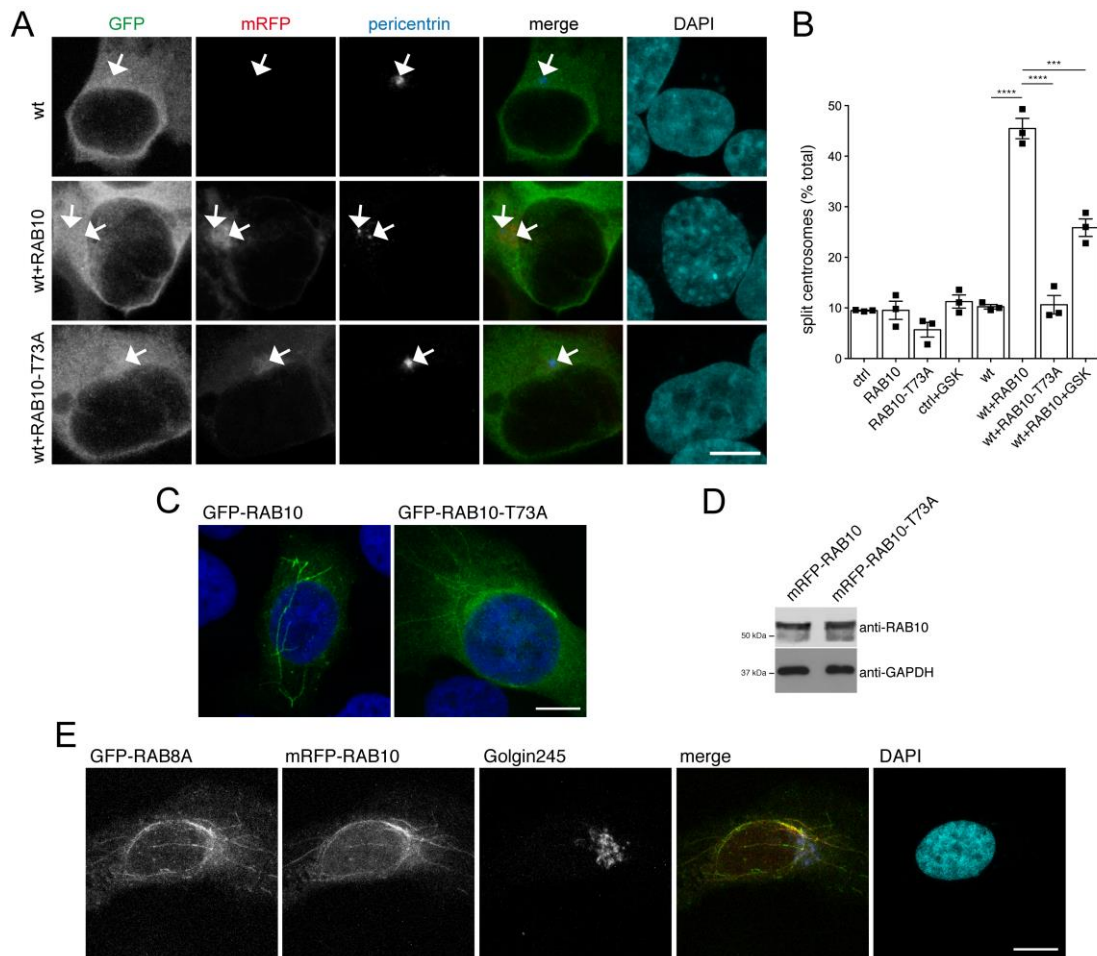 A
GFP mRFP pericentrin merge DAPI
wt
wt+RAB10
wt+RAB10-T73A
B
**** **** ***
split centrosomes (% total)
50
40
30
20
10
0
ctrl RAB10 RAB10-T73A ctrl+GSK wt wt+RAB10 wt+RAB10-T73A wt+RAB10+GSK
C
GFP-RAB10 GFP-RAB10-T73A
D
mRFP-RAB10 mRFP-RAB10-T73A
50 kDa anti-RAB10
37 kDa anti-GAPDH
E
GFP-RAB8A mRFP-RAB10 Golgin245 merge DAPI